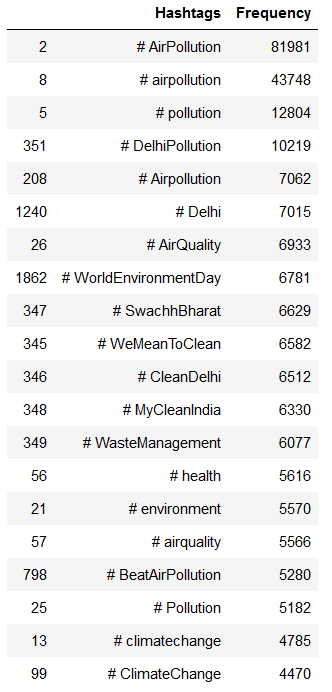 Hashtags Frequency
2 # AirPollution 81981
8 # airpollution 43748
5 # pollution 12804
351 # DelhiPollution 10219
208 # Airpollution 7062
1240 # Delhi 7015
26 # AirQuality 6933
1862 # WorldEnvironmentDay 6781
347 # SwachhBharat 6629
345 # WeMeanToClean 6582
346 # CleanDelhi 6512
348 # MyCleanIndia 6330
349 # WasteManagement 6077
56 # health 5616
21 # environment 5570
57 # airquality 5566
798 # BeatAirPollution 5280
25 # Pollution 5182
13 # climatechange 4785
99 # ClimateChange 4470